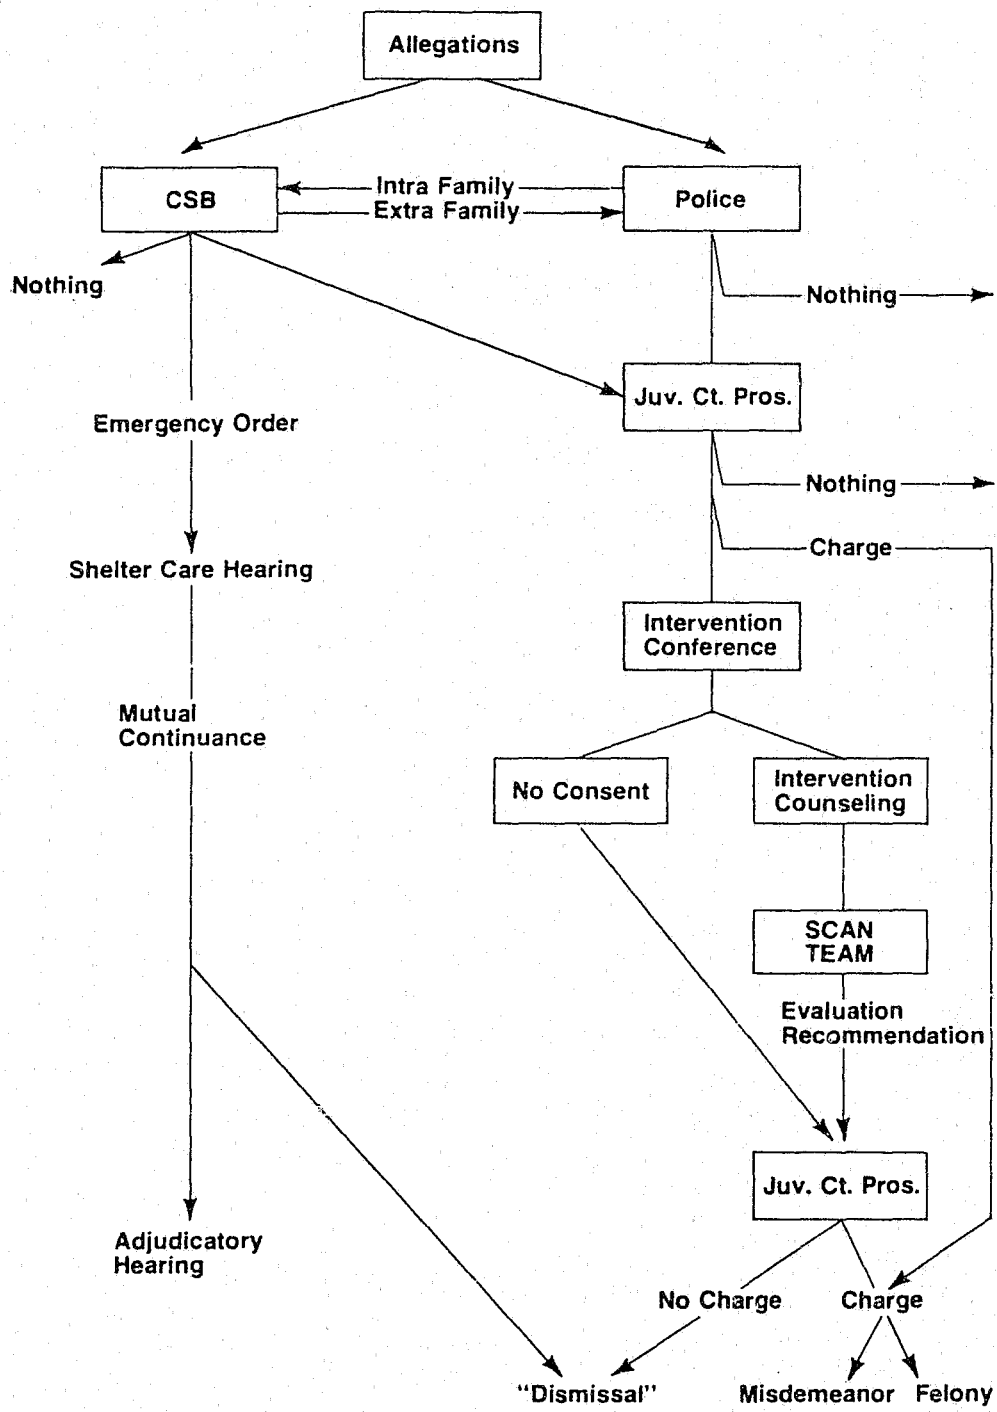 Allegations
CSB
Intra Family
Extra Family
Police
Nothing
Nothing
Juv. Ct. Pros.
Emergency Order
Nothing
Charge
Shelter Care Hearing
Intervention
Conference
Mutual
Continuance
No Consent
Intervention
Counseling
SCAN
TEAM
Evaluation
Recommendation
Juv. Ct. Pros.
Adjudicatory
Hearing
No Charge
Charge
"Dismissal"
Misdemeanor
Felony